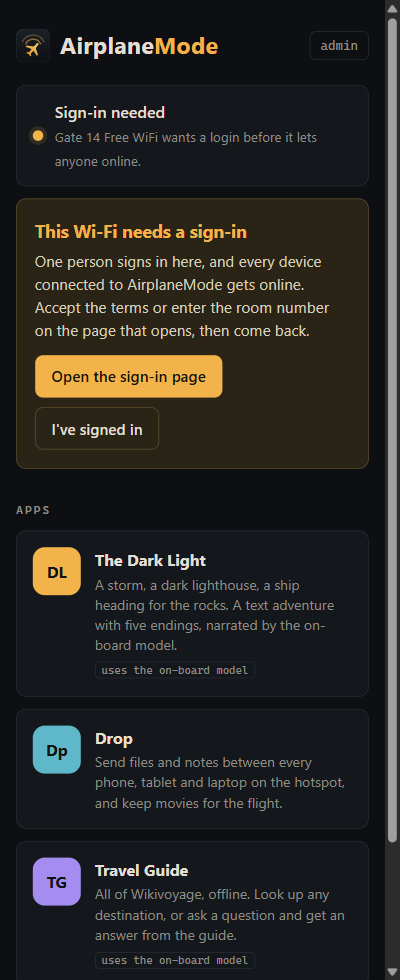 AirplaneMode
admin
Sign-in needed
Gate 14 Free WiFi wants a login before it lets
anyone online.
This Wi-Fi needs a sign-in
One person signs in here, and every device
connected to AirplaneMode gets online.
Accept the terms or enter the room number
on the page that opens, then come back.
Open the sign-in page
I've signed in
APPS
DL
The Dark Light
A storm, a dark lighthouse, a ship
heading for the rocks. A text adventure
with five endings, narrated by the on-
board model.
uses the on-board model
Dp
Drop
Send files and notes between every
phone, tablet and laptop on the hotspot,
and keep movies for the flight.
TG
Travel Guide
All of Wikivoyage, offline. Look up any
destination, or ask a question and get an
answer from the guide.
uses the on-board model